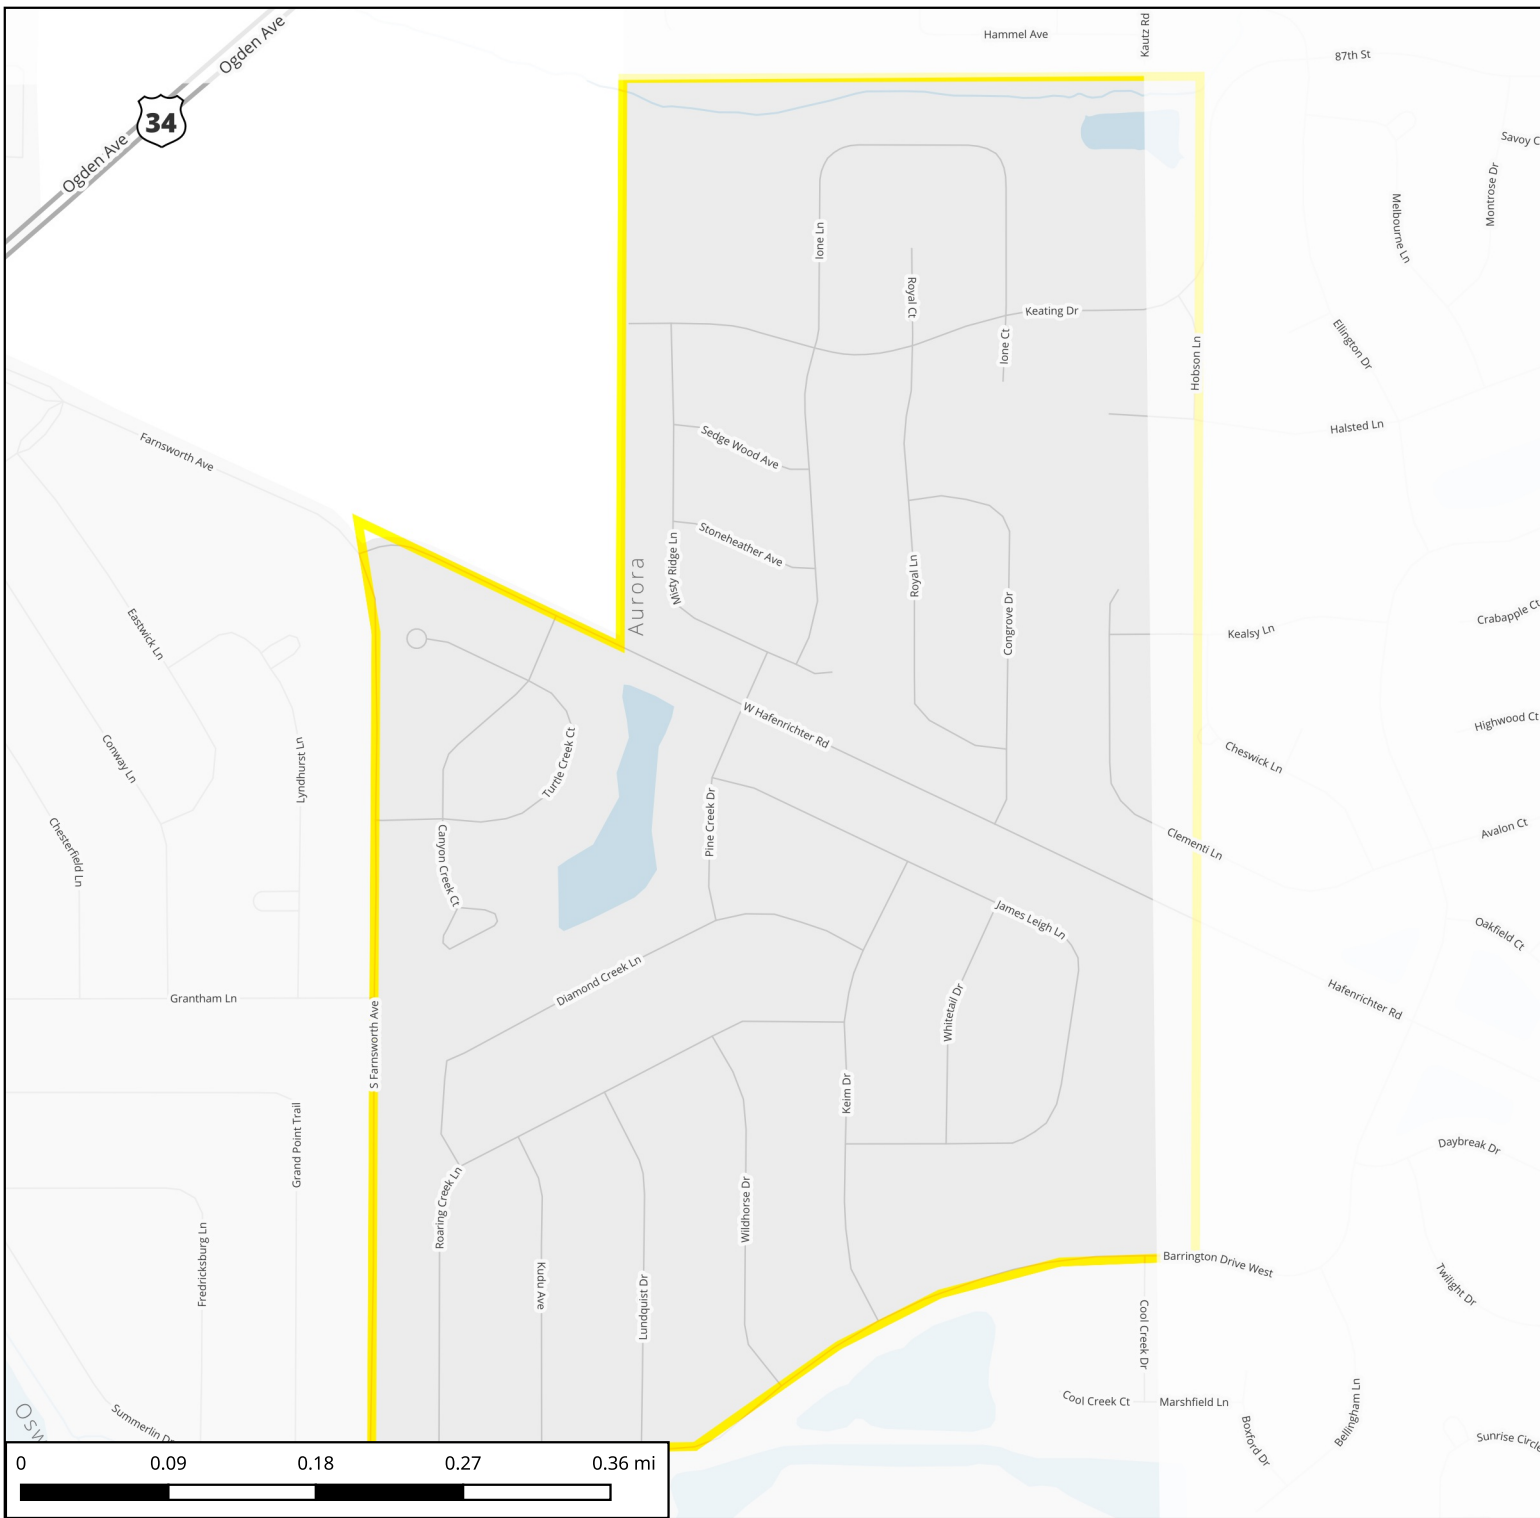 Ogden Ave
Hammel Ave
Kautz Rd
87th St
34
Ogden Ave
Savoy C
Montrose Dr
Melbourne Ln
Ione Ln
Royal Ct
Keating Dr
Ione Ct
Hobson Ln
Ellington Dr
Halsted Ln
Farnsworth Ave
Sedge Wood Ave
Stoneheather Ave
Misty Ridge Ln
Aurora
Royal Ln
Congrove Dr
Crabapple Ct
Kealsy Ln
Eastwick Ln
Highwood Ct
W Hafenrichter Rd
Cheswick Ln
Conway Ln
Lyndhurst Ln
Turtle Creek Ct
Pine Creek Dr
Avalon Ct
Clementi Ln
Chesterfield Ln
Canyon Creek Ct
James Leigh Ln
Oakfield Ct
Diamond Creek Ln
Grantham Ln
Whitetail Dr
Hafenrichter Rd
S Farnsworth Ave
Keim Dr
Grand Point Trail
Daybreak Dr
Roaring Creek Ln
Wildhorse Dr
Fredricksburg Ln
Kudu Ave
Lundquist Dr
Barrington Drive West
Twilight Dr
Cool Creek Dr
Cool Creek Ct
Marshfield Ln
Bellingham Ln
Boxford Dr
Sunrise Circle
Osw
Summerlin Dr
0 0.09 0.18 0.27 0.36 mi